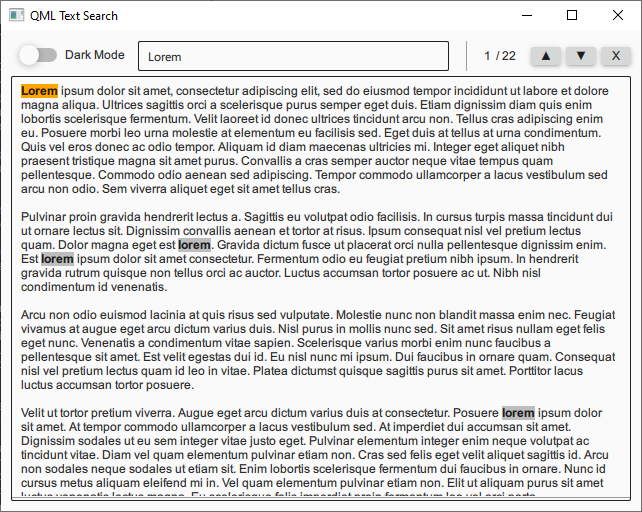 QML Text Search
Dark Mode
Lorem
1 / 22
X
Lorem ipsum dolor sit amet, consectetur adipiscing elit, sed do eiusmod tempor incididunt ut labore et dolore
magna aliqua. Ultrices sagittis orci a scelerisque purus semper eget duis. Etiam dignissim diam quis enim
lobortis scelerisque fermentum. Velit laoreet id donec ultrices tincidunt arcu non. Tellus cras adipiscing enim
eu. Posuere morbi leo urna molestie at elementum eu facilisis sed. Eget duis at tellus at urna condimentum.
Quis vel eros donec ac odio tempor. Aliquam id diam maecenas ultricies mi. Integer eget aliquet nibh
praesent tristique magna sit amet purus. Convallis a cras semper auctor neque vitae tempus quam
pellentesque. Commodo odio aenean sed adipiscing. Tempor commodo ullamcorper a lacus vestibulum sed
arcu non odio. Sem viverra aliquet eget sit amet tellus cras.
Pulvinar proin gravida hendrerit lectus a. Sagittis eu volutpat odio facilisis. In cursus turpis massa tincidunt dui
ut ornare lectus sit. Dignissim convallis aenean et tortor at risus. Ipsum consequat nisl vel pretium lectus
quam. Dolor magna eget est lorem. Gravida dictum fusce ut placerat orci nulla pellentesque dignissim enim.
Est lorem ipsum dolor sit amet consectetur. Fermentum odio eu feugiat pretium nibh ipsum. In hendrerit
gravida rutrum quisque non tellus orci ac auctor. Luctus accumsan tortor posuere ac ut. Nibh nisl
condimentum id venenatis.
Arcu non odio euismod lacinia at quis risus sed vulputate. Molestie nunc non blandit massa enim nec. Feugiat
vivamus at augue eget arcu dictum varius duis. Nisl purus in mollis nunc sed. Sit amet risus nullam eget felis
eget nunc. Venenatis a condimentum vitae sapien. Scelerisque varius morbi enim nunc faucibus a
pellentesque sit amet. Est velit egestas dui id. Eu nisl nunc mi ipsum. Dui faucibus in ornare quam. Consequat
nisl vel pretium lectus quam id leo in vitae. Platea dictumst quisque sagittis purus sit amet. Porttitor lacus
luctus accumsan tortor posuere.
Velit ut tortor pretium viverra. Augue eget arcu dictum varius duis at consectetur. Posuere lorem ipsum dolor
sit amet. At tempor commodo ullamcorper a lacus vestibulum sed. At imperdiet dui accumsan sit amet.
Dignissim sodales ut eu sem integer vitae justo eget. Pulvinar elementum integer enim neque volutpat ac
tincidunt vitae. Diam vel quam elementum pulvinar etiam non. Cras sed felis eget velit aliquet sagittis id. Arcu
non sodales neque sodales ut etiam sit. Enim lobortis scelerisque fermentum dui faucibus in ornare. Nunc id
cursus metus aliquam eleifend mi in. Vel quam elementum pulvinar etiam non. Elit ut aliquam purus sit amet
luctus venenatis lectus magna. Eu scelerisque felis imperdiet proin fermentum leo vel orci porta.